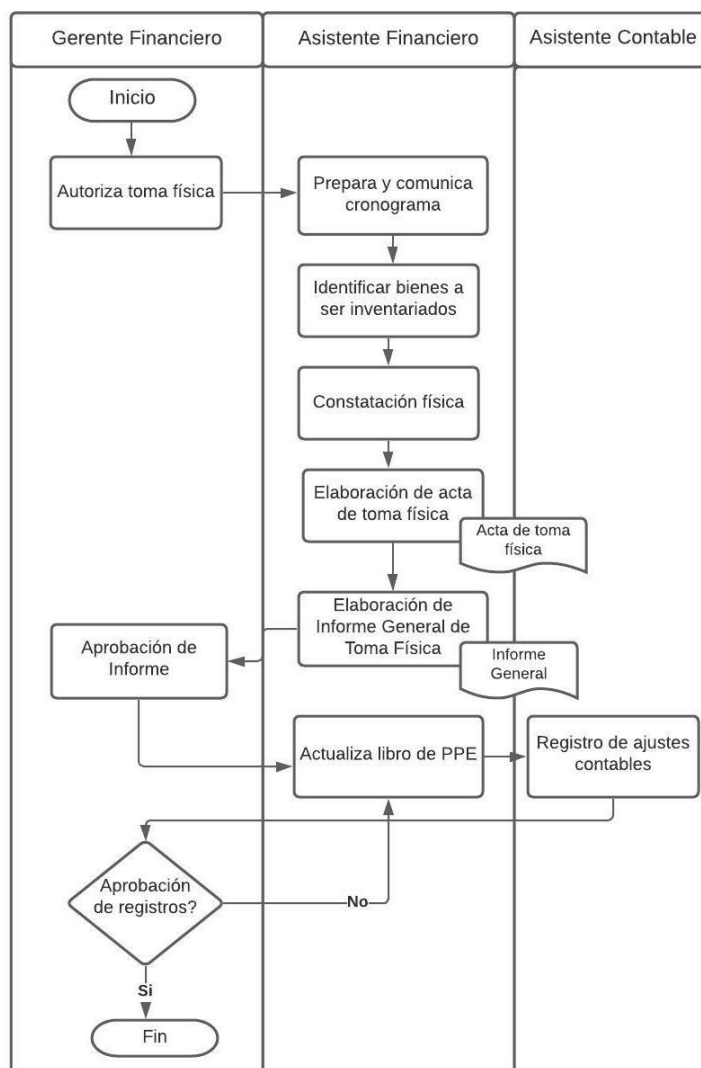 Gerente Financiero
Asistente Financiero
Asistente Contable
Inicio
Autoriza toma física
Prepara y comunica
cronograma
Identificar bienes a
ser inventariados
Constatación física
Elaboración de acta
de toma física
Acta de toma
física
Elaboración de
Informe General de
Toma Física
Informe
General
Aprobación de
Informe
Actualiza libro de PPE
Registro de ajustes
contables
Aprobación
de registros?
No
Si
Fin